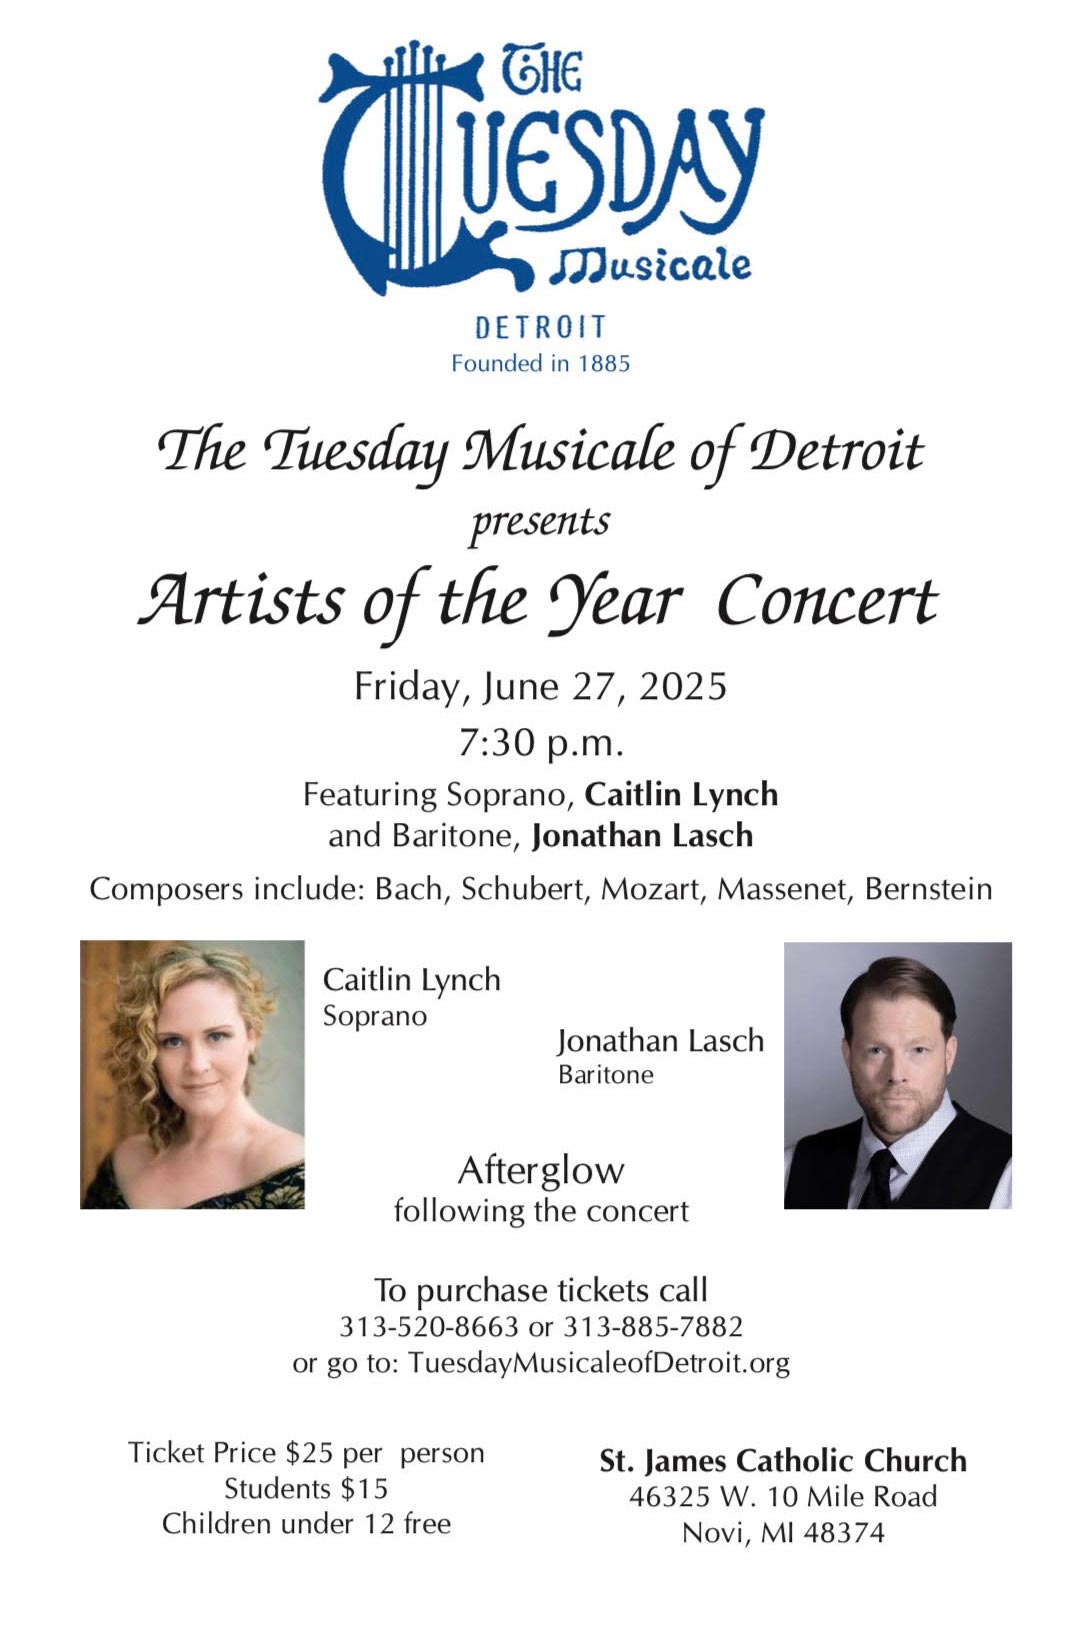 THE
TUESDAY
Musicale
DETROIT
Founded in 1885
The Tuesday Musicale of Detroit
presents
Artists of the Year Concert
Friday, June 27, 2025
7:30 p.m.
Featuring Soprano, Caitlin Lynch
and Baritone, Jonathan Lasch
Composers include: Bach, Schubert, Mozart, Massenet, Bernstein
Caitlin Lynch
Soprano
Jonathan Lasch
Baritone
Afterglow
following the concert
To purchase tickets call
313-520-8663 or 313-885-7882
or go to: TuesdayMusicaleofDetroit.org
Ticket Price $25 per person
Students $15
Children under 12 free
St. James Catholic Church
46325 W. 10 Mile Road
Novi, MI 48374